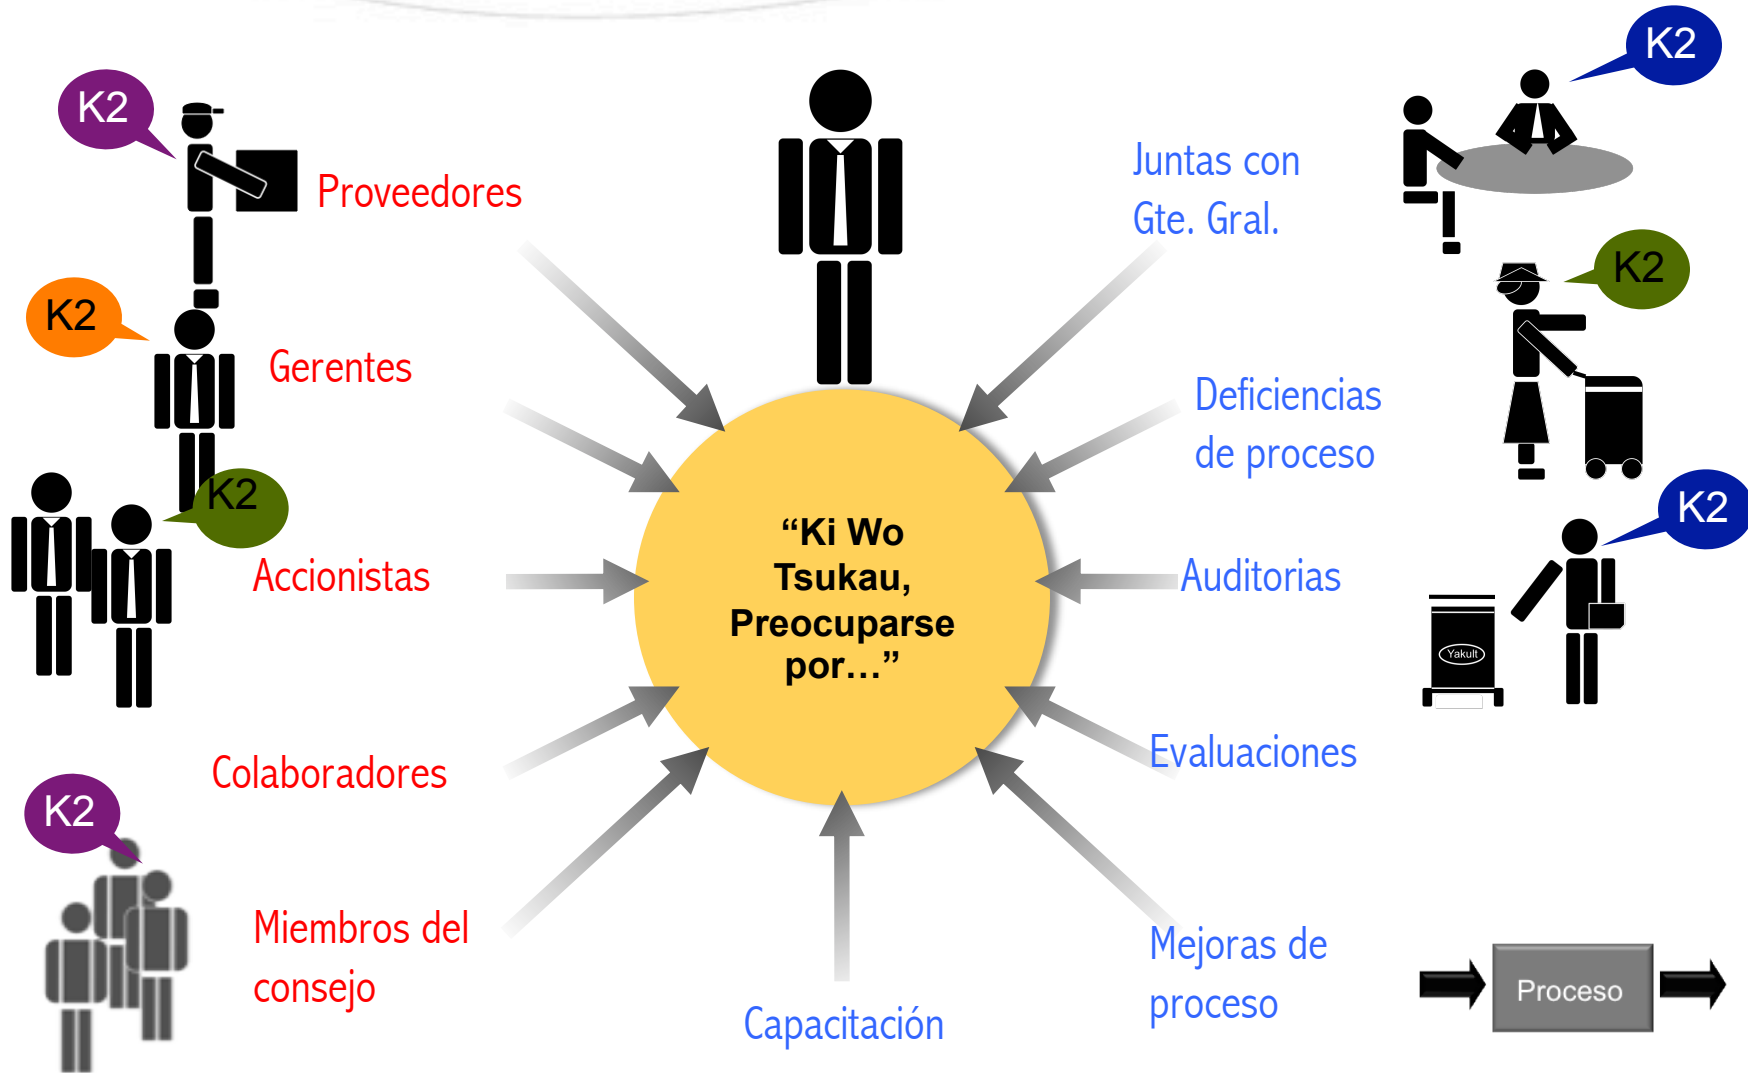 K2
K2
Proveedores
Juntas con
Gte. Gral.
K2
K2
Gerentes
Deficiencias
de proceso
K2
K2
“Ki Wo
Tsukau,
Preocuparse
por…”
Accionistas
Auditorias
Yakult
Colaboradores
Evaluaciones
K2
Miembros del
consejo
Mejoras de
proceso
Proceso
Capacitación